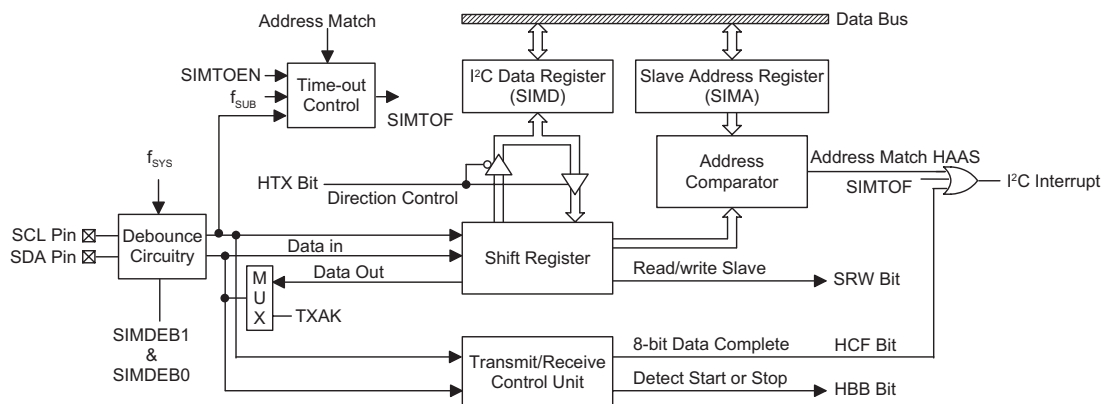 Address Match
Data Bus
SIMTOEN
fSUB
Time-out
Control
SIMTOF
I²C Data Register
(SIMD)
Slave Address Register
(SIMA)
fSYS
HTX Bit
Direction Control
Address
Comparator
Address Match HAAS
SIMTOF
I²C Interrupt
SCL Pin
SDA Pin
Debounce
Circuitry
Data in
Shift Register
Data Out
M
U
X
TXAK
Read/write Slave
SRW Bit
SIMDEB1
&
SIMDEB0
Transmit/Receive
Control Unit
8-bit Data Complete
HCF Bit
Detect Start or Stop
HBB Bit